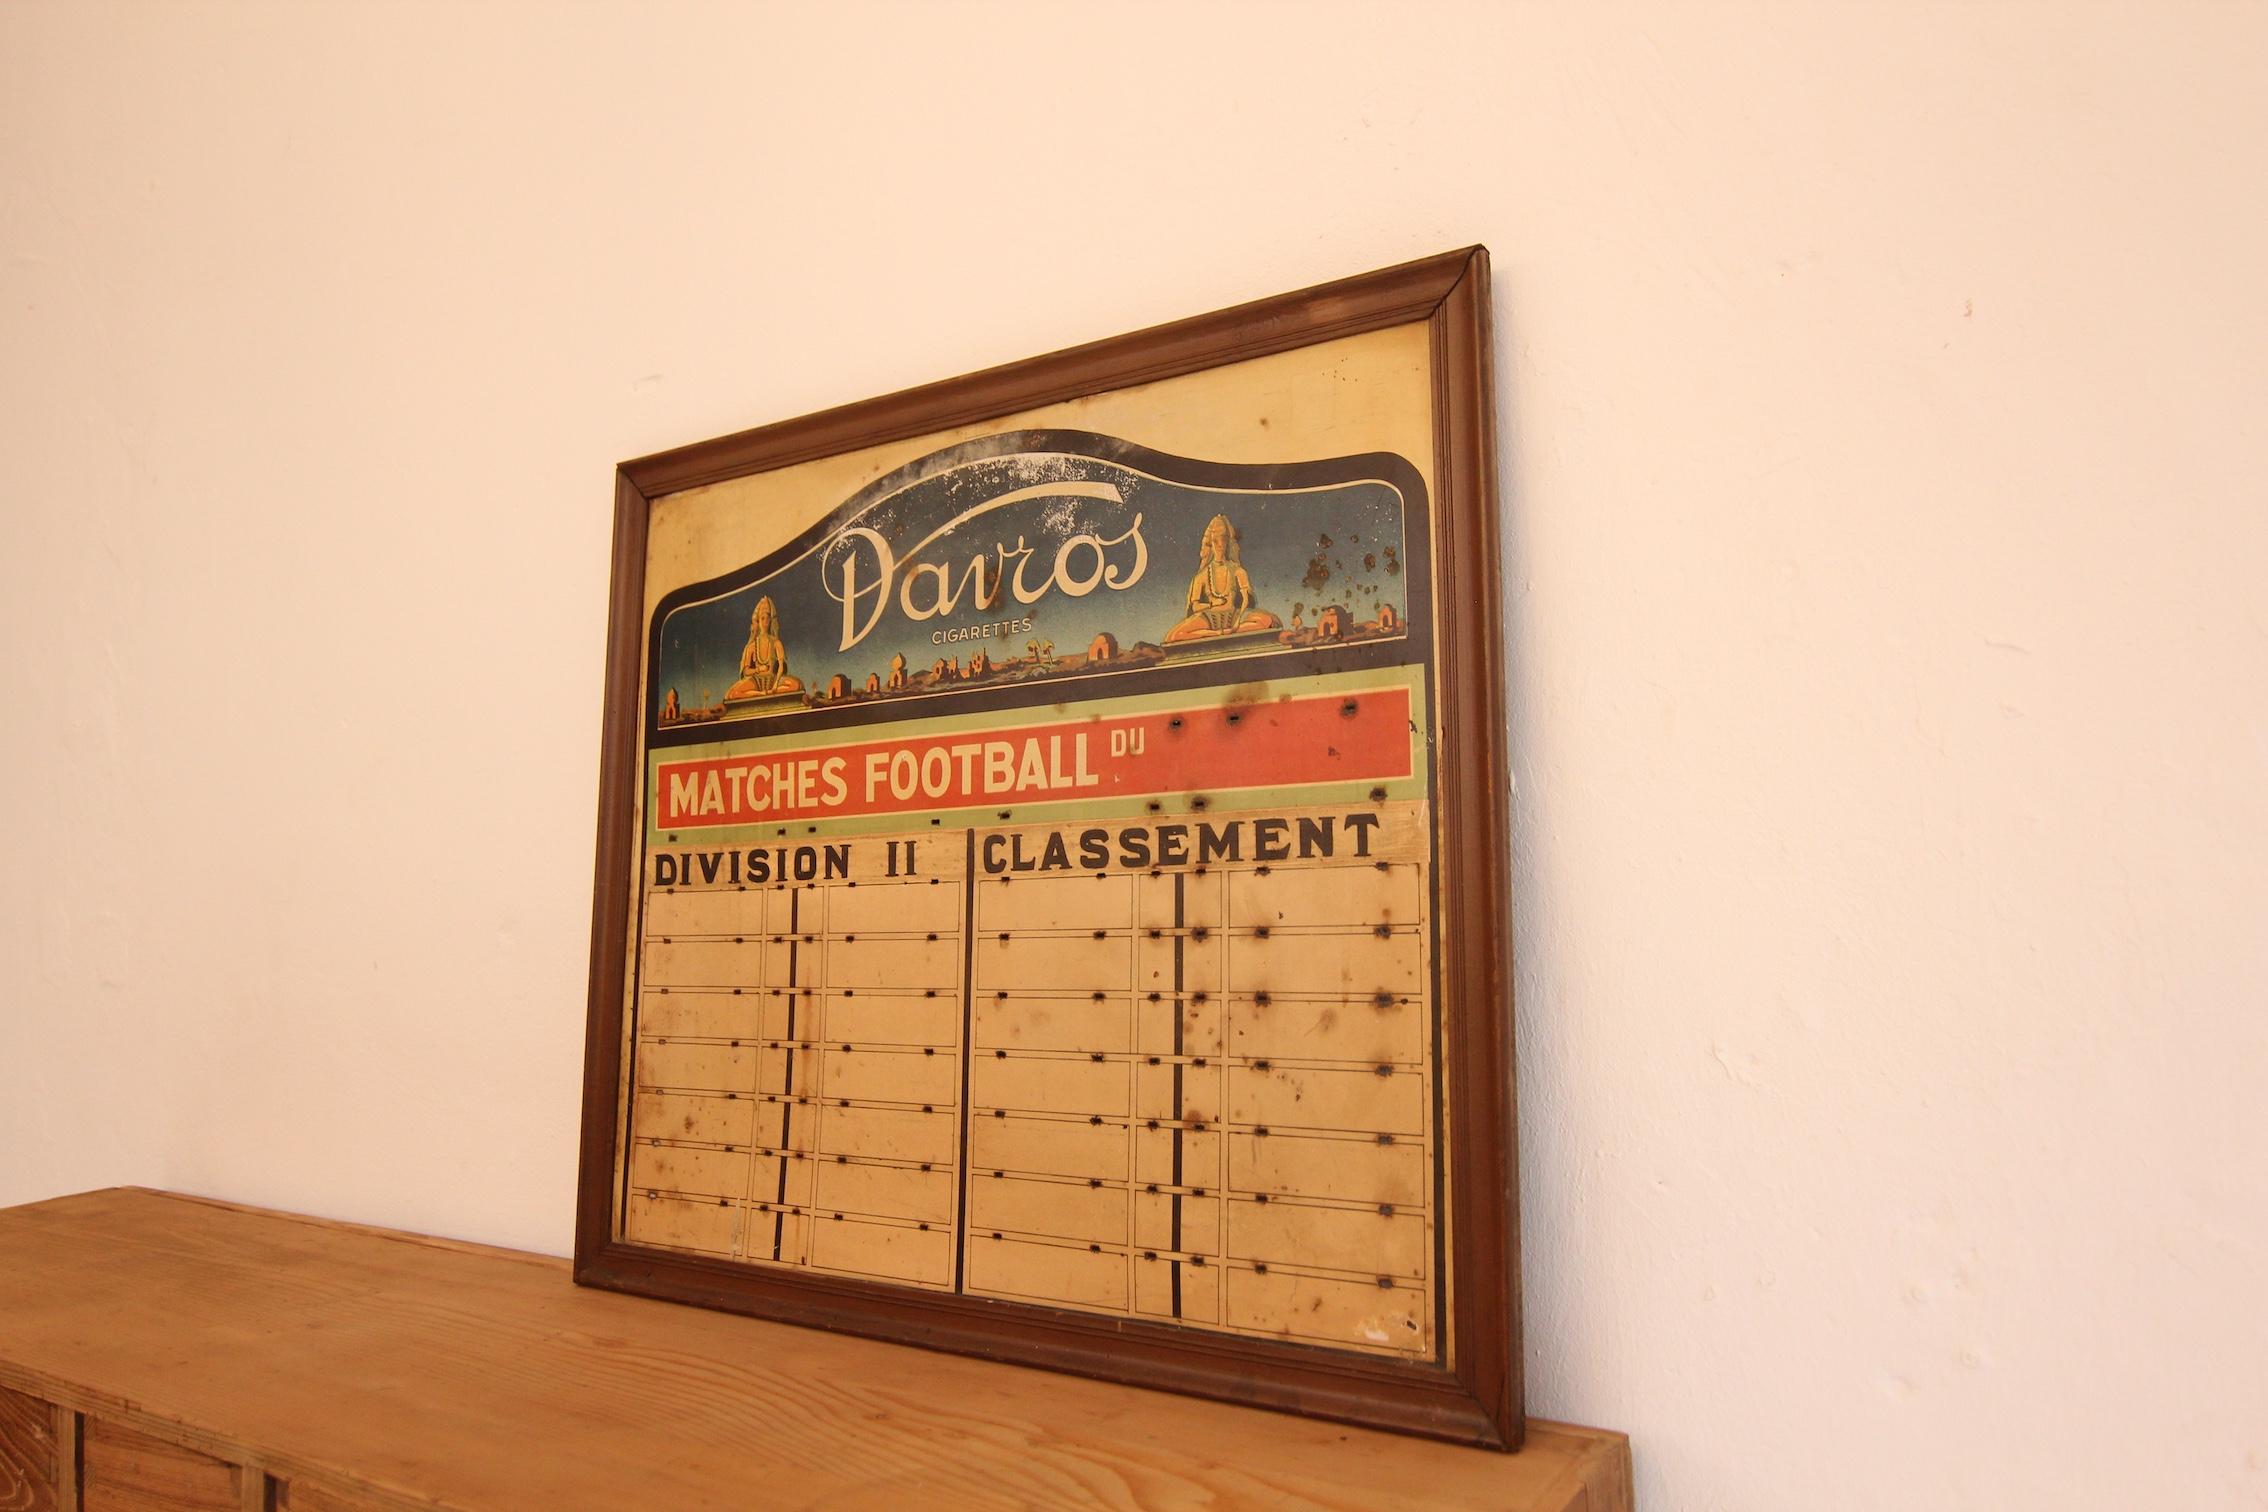 Davros
CIGARETTES
MATCHES FOOTBALL DU
DIVISION II
CLASSEMENT